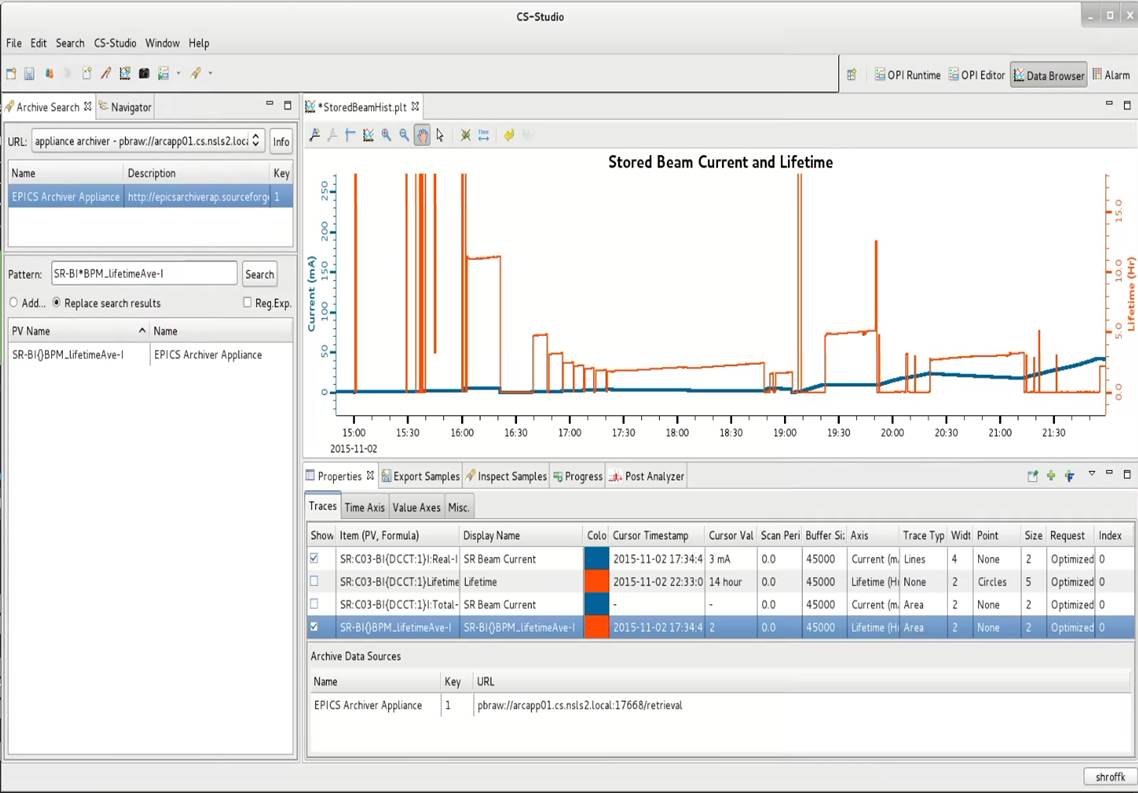 CS-Studio
File Edit Search CS-Studio Window Help
OPI Runtime OPI Editor Data Browser Alarm
Archive Search Navigator
URL: appliance archiver - pbraw://arcapp01.cs.nsls2.loca Info
Name Description Key
EPICS Archiver Appliance http://epicsarchiverap.sourceforg 1
Pattern: SR-BI*BPM_lifetimeAve-I Search
Add... Replace search results Reg.Exp.
PV Name Name
SR-BI{}BPM_lifetimeAve-I EPICS Archiver Appliance
*StoredBeamHist.plt
Stored Beam Current and Lifetime
Current (mA)
0 50 100 150 200 250
Lifetime (Hr)
0.0 5.0 10.0 15.0
15:00 15:30 16:00 16:30 17:00 17:30 18:00 18:30 19:00 19:30 20:00 20:30 21:00 21:30
2015-11-02
Properties Export Samples Inspect Samples Progress Post Analyzer
Traces Time Axis Value Axes Misc.
Show Item (PV, Formula) Display Name Colo Cursor Timestamp Cursor Val Scan Peri Buffer Si: Axis Trace Typ Widt Point Size Request Index
SR:C03-BI{DCCT:1}I:Real-I SR Beam Current 2015-11-02 17:34:4 3 mA 0.0 45000 Current (m Lines 4 None 2 Optimized 0
SR:C03-BI{DCCT:1}Lifetime Lifetime 2015-11-02 22:33:0 14 hour 0.0 45000 Lifetime (H None 2 Circles 5 Optimized 0
SR:C03-BI{DCCT:1}I:Total- SR Beam Current - - 0.0 45000 Current (m Area 2 None 2 Optimized 0
SR-BI{}BPM_lifetimeAve-I SR-BI{}BPM_lifetimeAve-I 2015-11-02 17:34:4 2 0.0 45000 Lifetime (H Area 2 None 2 Optimized 0
Archive Data Sources
Name Key URL
EPICS Archiver Appliance 1 pbraw://arcapp01.cs.nsls2.local:17668/retrieval
shroffk